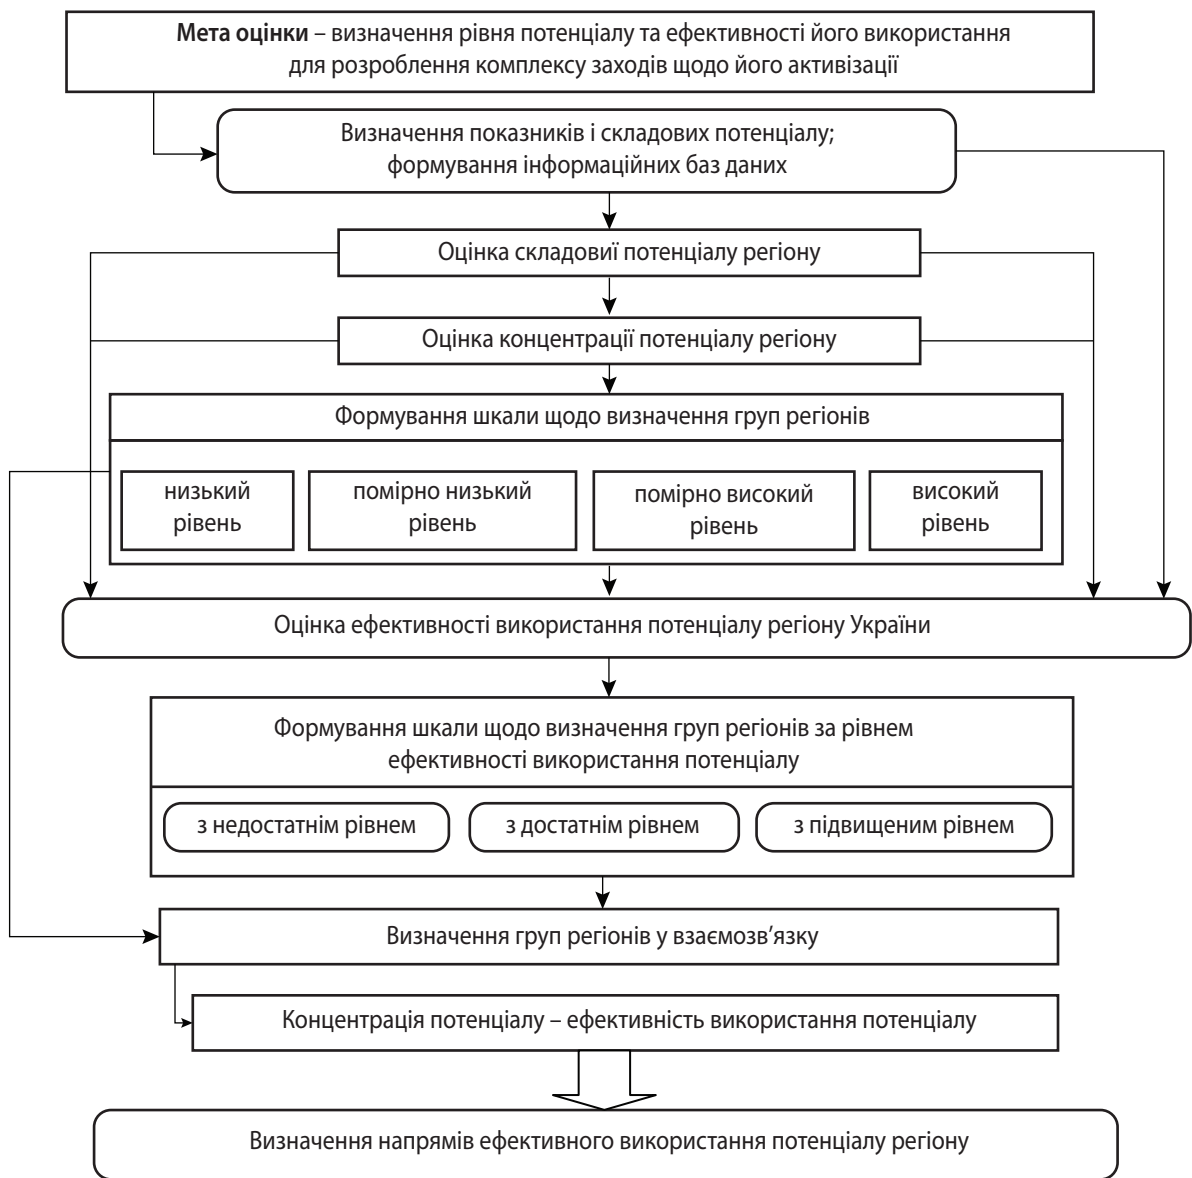 Мета оцінки – визначення рівня потенціалу та ефективності його використання
для розроблення комплексу заходів щодо його активізації
Визначення показників і складових потенціалу;
формування інформаційних баз даних
Оцінка складовиї потенціалу регіону
Оцінка концентрації потенціалу регіону
Формування шкали щодо визначення груп регіонів
низький
рівень
помірно низький
рівень
помірно високий
рівень
високий
рівень
Оцінка ефективності використання потенціалу регіону України
Формування шкали щодо визначення груп регіонів за рівнем
ефективності використання потенціалу
з недостатнім рівнем
з достатнім рівнем
з підвищеним рівнем
Визначення груп регіонів у взаємозв'язку
Концентрація потенціалу – ефективність використання потенціалу
Визначення напрямів ефективного використання потенціалу регіону